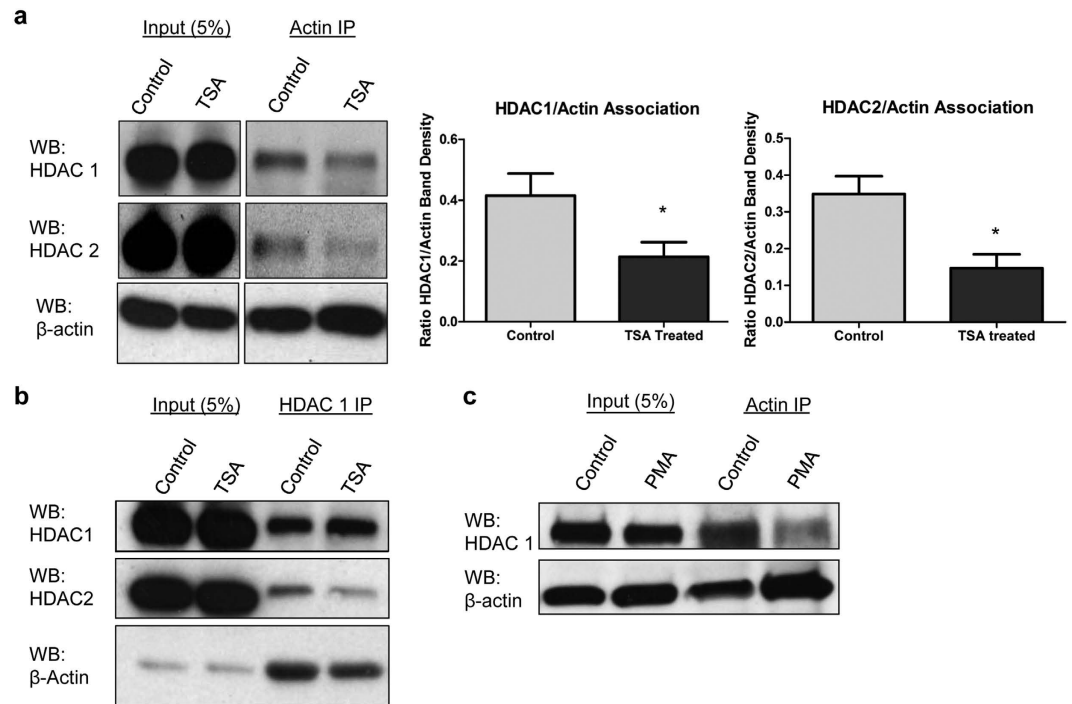 a
Input (5%)
Actin IP
Control
TSA
Control
TSA
WB:
HDAC 1
WB:
HDAC 2
WB:
β-actin
HDAC1/Actin Association
Ratio HDAC1/Actin Band Density
0.6
0.4
0.2
0.0
*
Control
TSA Treated
HDAC2/Actin Association
Ratio HDAC2/Actin Band Density
0.5
0.4
0.3
0.2
0.1
0.0
*
Control
TSA treated
b
Input (5%)
HDAC 1 IP
Control
TSA
Control
TSA
WB:
HDAC1
WB:
HDAC2
WB:
β-Actin
c
Input (5%)
Actin IP
Control
PMA
Control
PMA
WB:
HDAC 1
WB:
β-actin